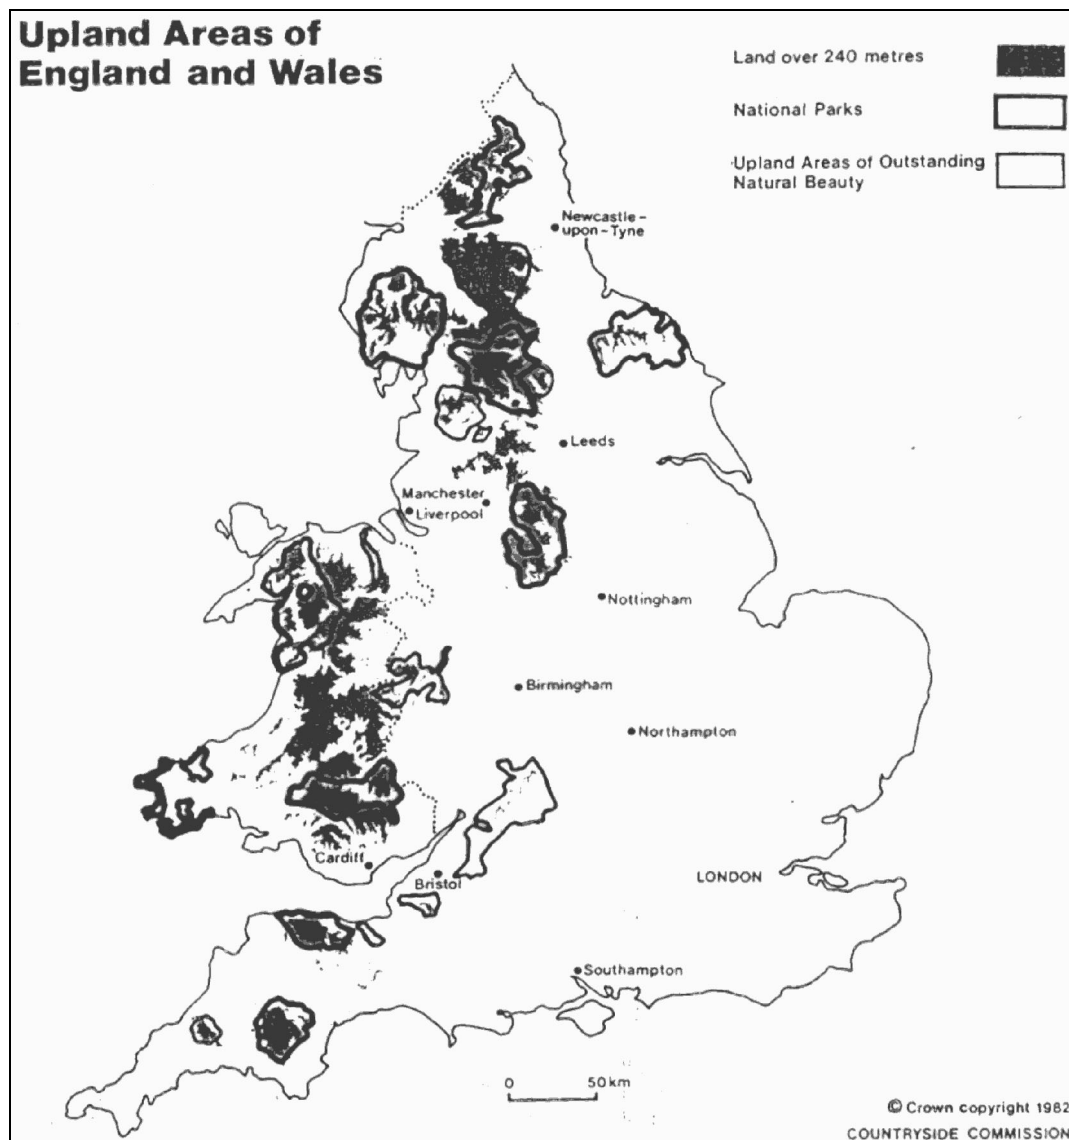 Upland Areas of
England and Wales
Land over 240 metres
National Parks
Upland Areas of Outstanding
Natural Beauty
Newcastle-
upon-Tyne
Leeds
Manchester
Liverpool
Nottingham
Birmingham
Northampton
Cardiff
Bristol
LONDON
Southampton
0 50km
© Crown copyright 1982
COUNTRYSIDE COMMISSION